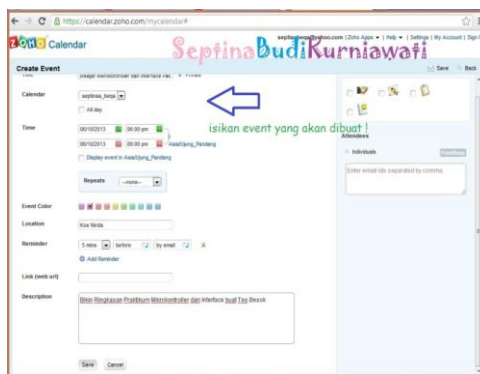 https://calendar.zoho.com/mycalendar#
ZOHO Calendar
Zoho Apps | Help | Settings | My Account | Sign
SeptinaBudiKurniawati
Create Event
Save Back
Calendar
All day
isikan event yang akan dibuat !
Time
06/10/2013 06:00 pm
06/10/2013 08:00 pm Asia/Ujung_Pandang
Display event in Asia/Ujung_Pandang
Attendees
Individuals
Enter email ids separated by comma.
Repeats --none--
Event Color
Location Kos Ninda
Reminder 5 mins before by email X
Add Reminder
Link (web url)
Description Bikin Ringkasan Praktikum Mikrokontroller dan Interface buat Tes Besok
Save Cancel